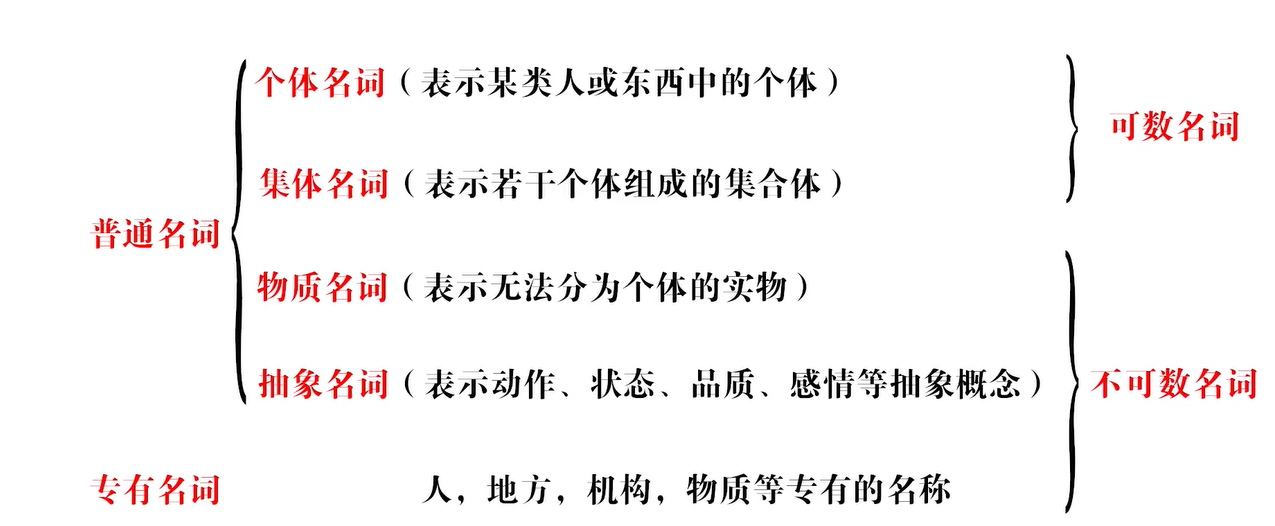 个体名词（表示某类人或东西中的个体）
可数名词
集体名词（表示若干个体组成的集合体）
普通名词
物质名词（表示无法分为个体的实物）
抽象名词（表示动作、状态、品质、感情等抽象概念）
不可数名词
专有名词 人，地方，机构，物质等专有的名称